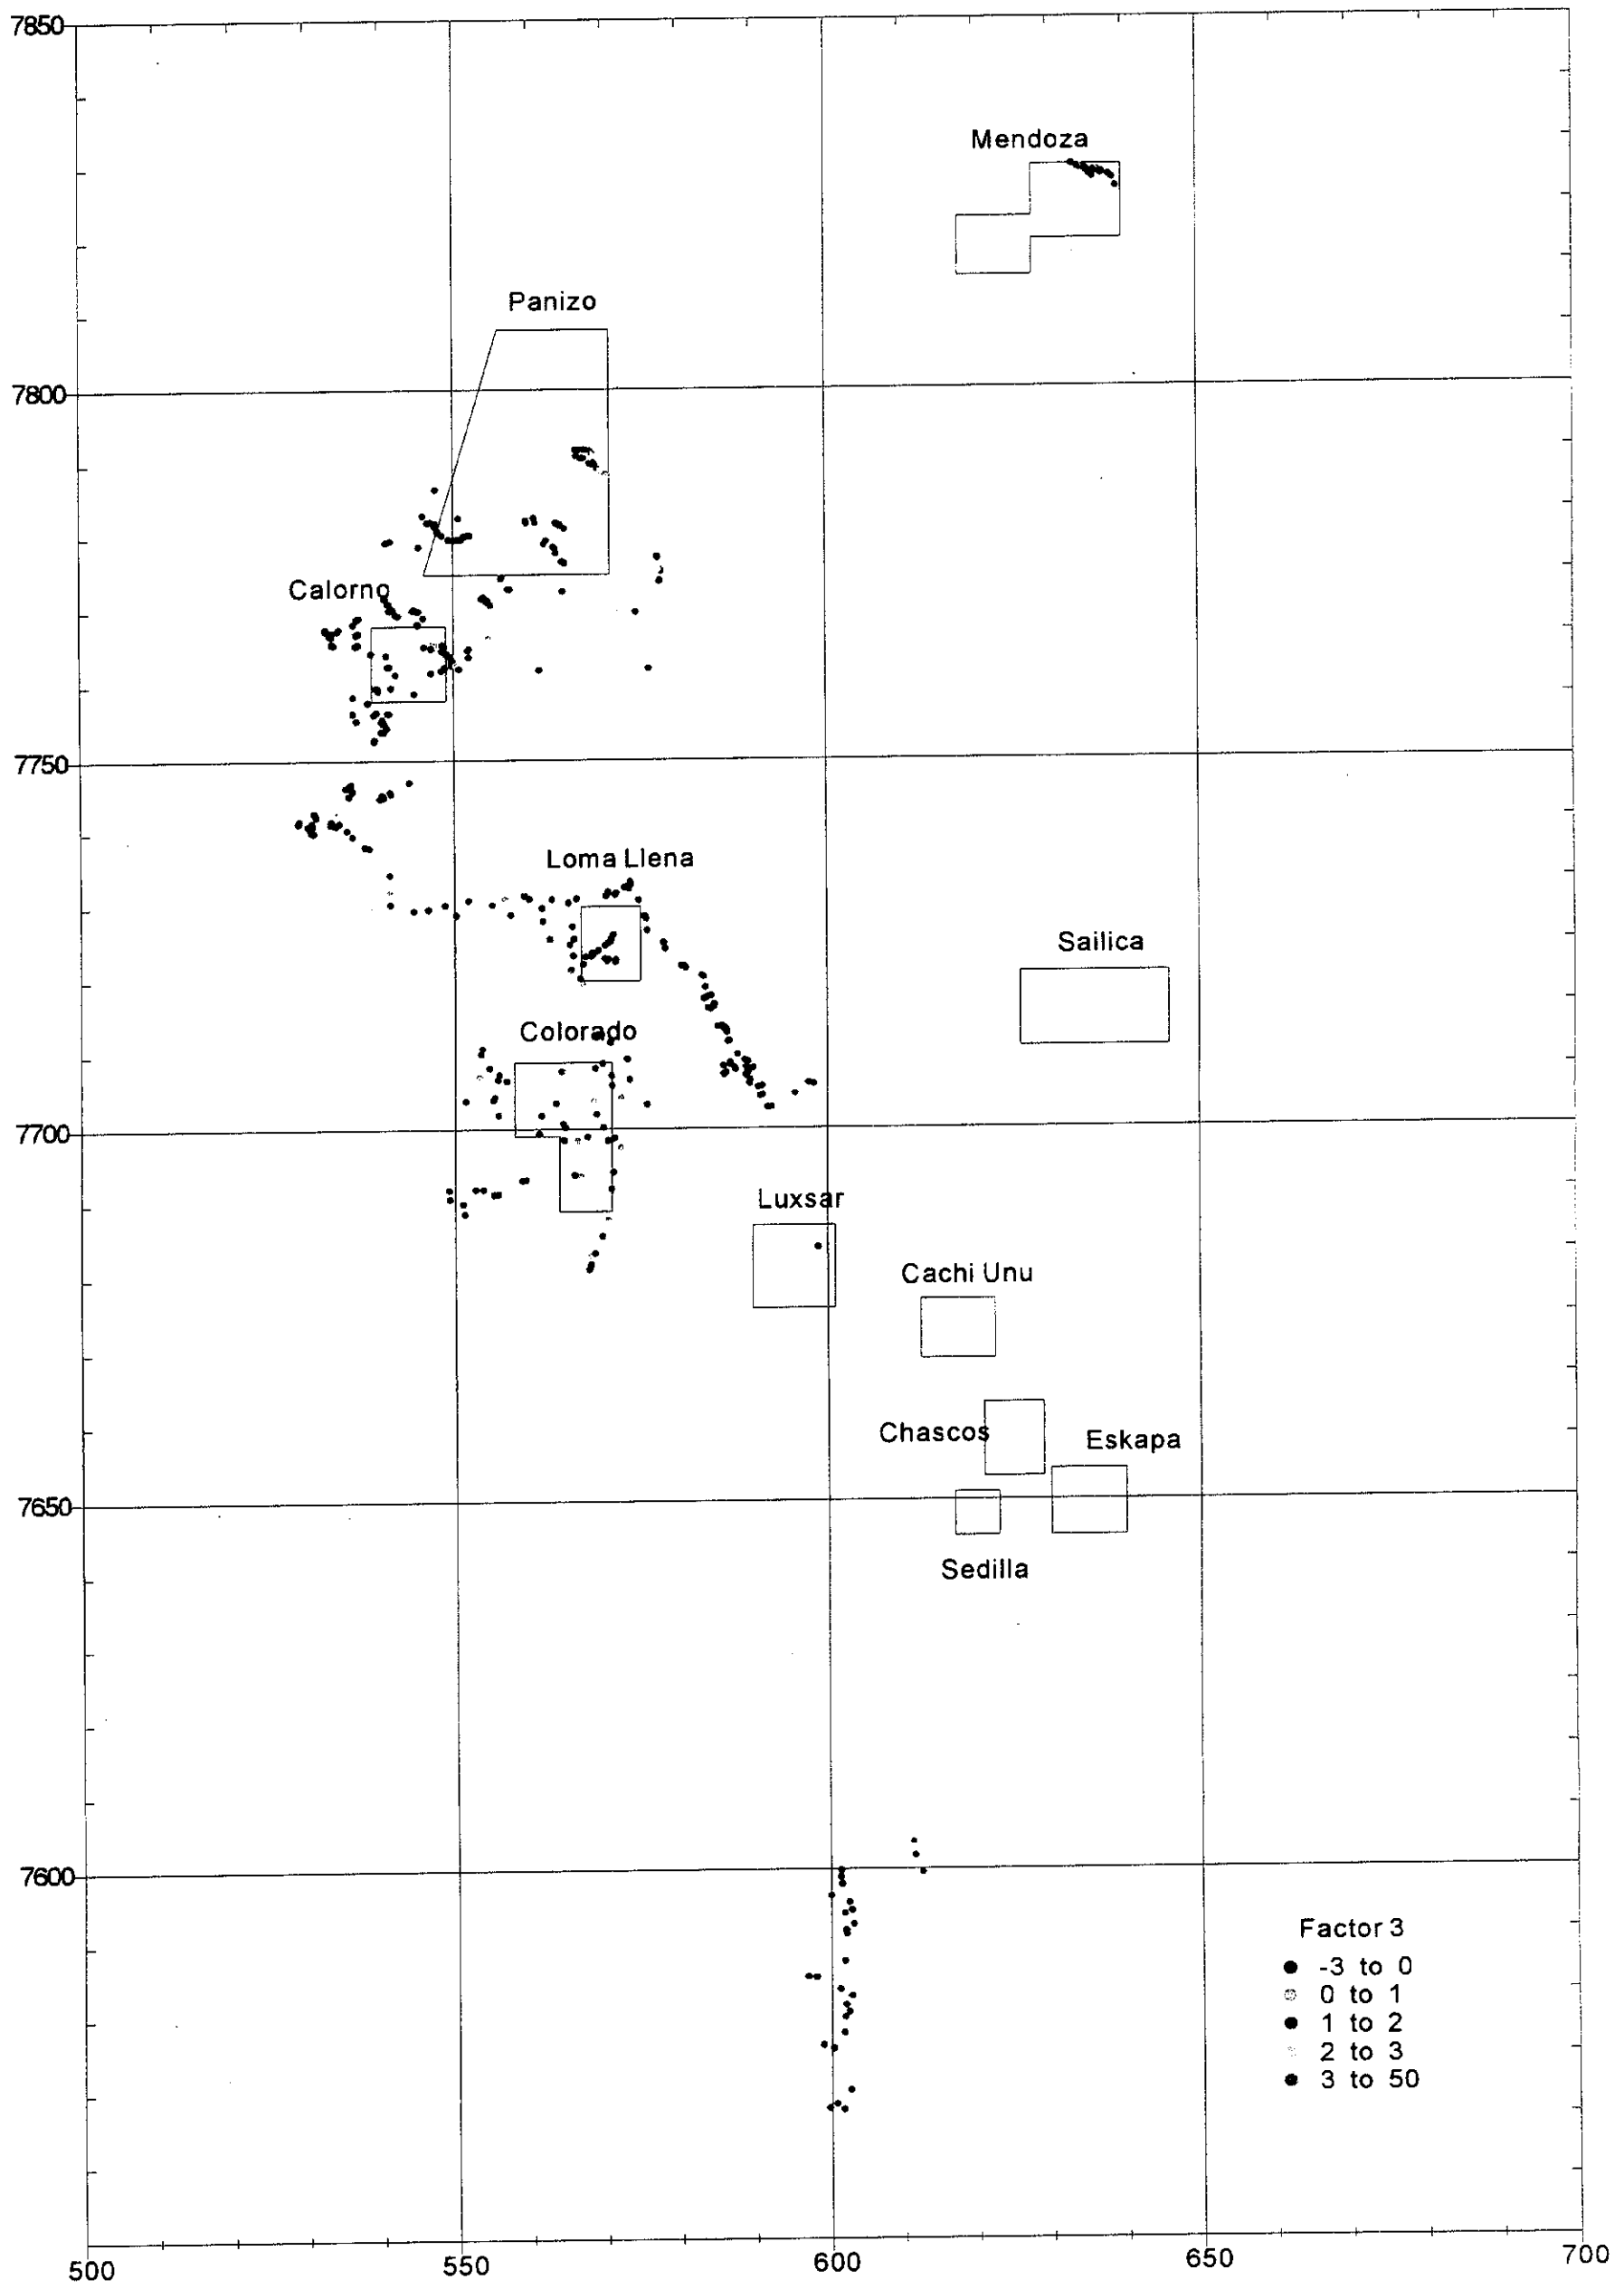 7850
Mendoza
Panizo
7800
Calorno
7750
Loma Llena
Sailica
Colorado
7700
Luxsar
Cachi Unu
Chascos
Eskapa
7650
Sedilla
7600
Factor 3
-3 to 0
0 to 1
1 to 2
2 to 3
3 to 50
500
550
600
650
700